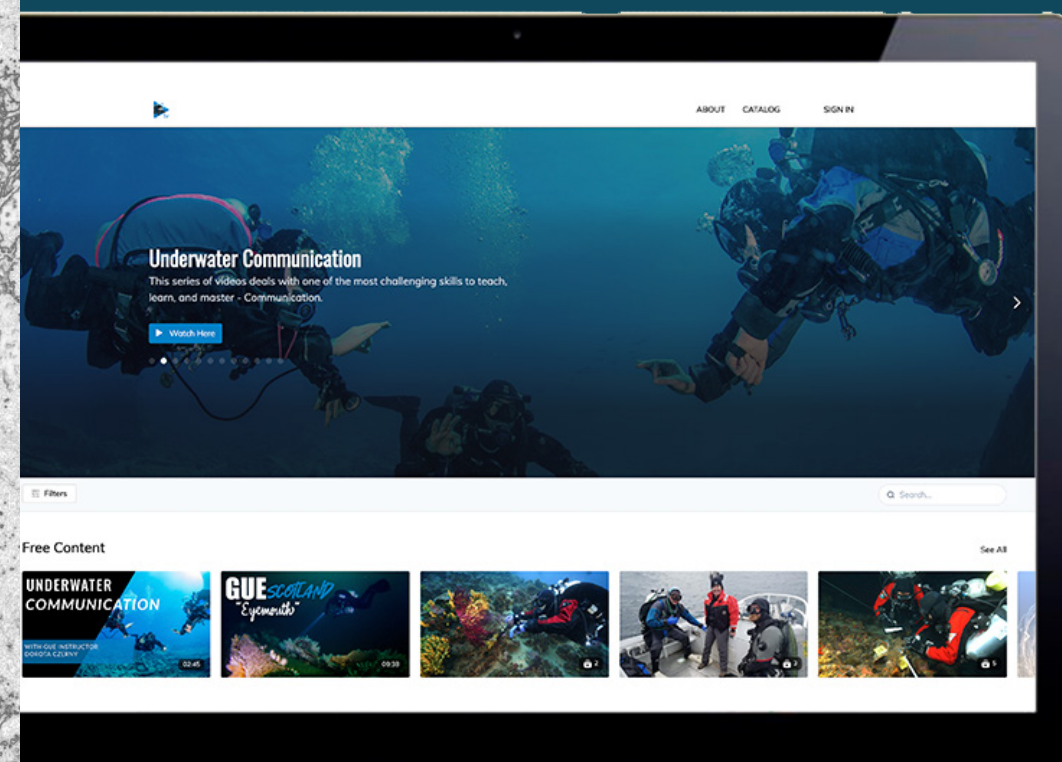 ABOUT CATALOG SIGN IN
Underwater Communication
This series of videos deals with one of the most challenging skills to teach,
learn, and master - Communication.
Watch Here
Filters
Search...
Free Content
See All
UNDERWATER
COMMUNICATION
WITH GUE INSTRUCTOR
DOROTA CZERNY
02:45
GUE SCOTLAND
"Eyemouth"
09:30
2
3
5